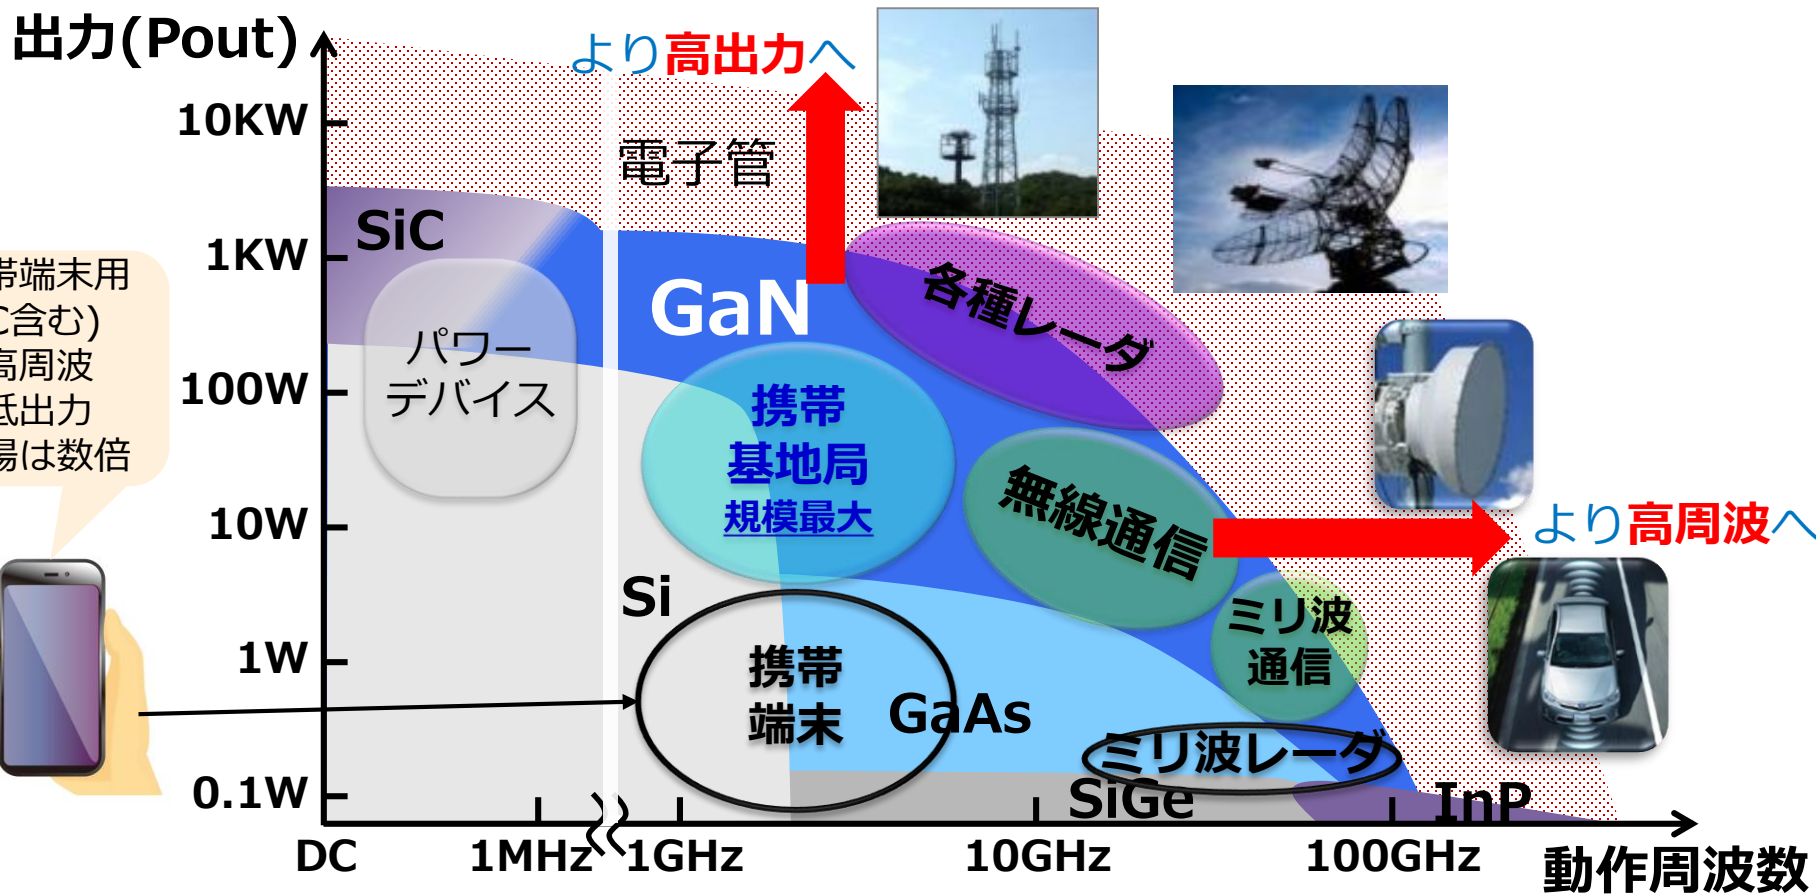 出力(Pout)
より高出力へ
10KW
電子管
SiC
1KW
帯端末用
C含む)
高周波
低出力
場は数倍
GaN
各種レーダ
パワー
デバイス
100W
携帯
基地局
規模最大
無線通信
10W
より高周波へ
Si
ミリ波
通信
1W
携帯
端末
GaAs
ミリ波レーダ
0.1W
SiGe
InP
DC
1MHz
1GHz
10GHz
100GHz
動作周波数